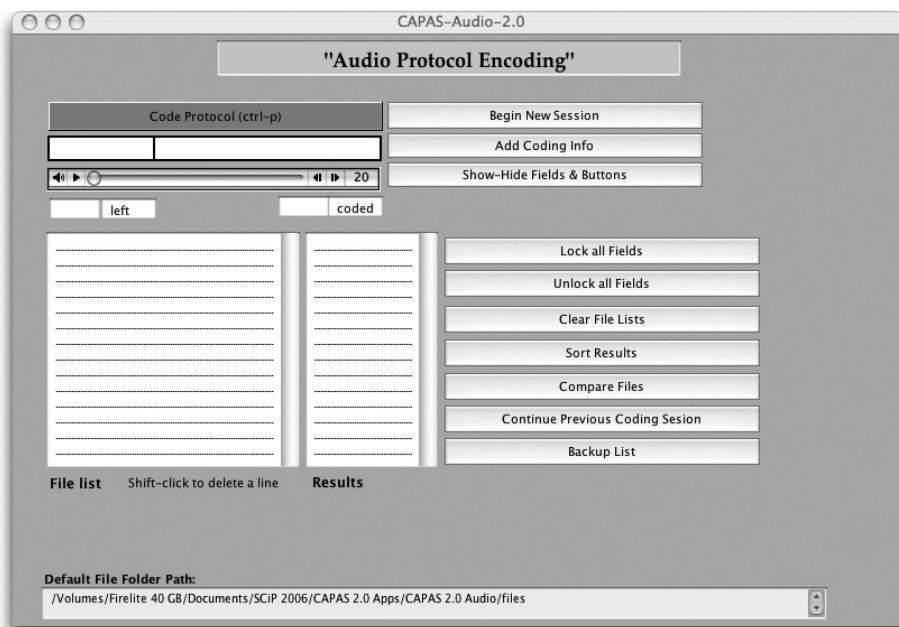 CAPAS-Audio-2.0
"Audio Protocol Encoding"
Code Protocol (ctrl-p)
Begin New Session
Add Coding Info
20
Show-Hide Fields & Buttons
left
coded
Lock all Fields
Unlock all Fields
Clear File Lists
Sort Results
Compare Files
Continue Previous Coding Sesion
Backup List
File list
Shift-click to delete a line
Results
Default File Folder Path:
/Volumes/Firelite 40 GB/Documents/SCiP 2006/CAPAS 2.0 Apps/CAPAS 2.0 Audio/files